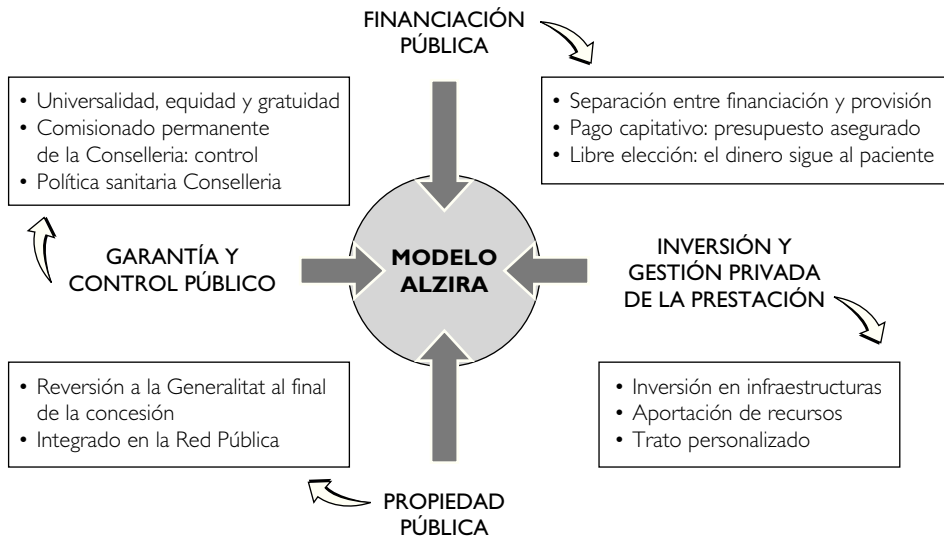 FINANCIACIÓN
PÚBLICA
• Universalidad, equidad y gratuidad
• Comisionado permanente
de la Conselleria: control
• Política sanitaria Conselleria
• Separación entre financiación y provisión
• Pago capitativo: presupuesto asegurado
• Libre elección: el dinero sigue al paciente
GARANTÍA Y
CONTROL PÚBLICO
MODELO
ALZIRA
INVERSIÓN Y
GESTIÓN PRIVADA
DE LA PRESTACIÓN
• Reversión a la Generalitat al final
de la concesión
• Integrado en la Red Pública
• Inversión en infraestructuras
• Aportación de recursos
• Trato personalizado
PROPIEDAD
PÚBLICA